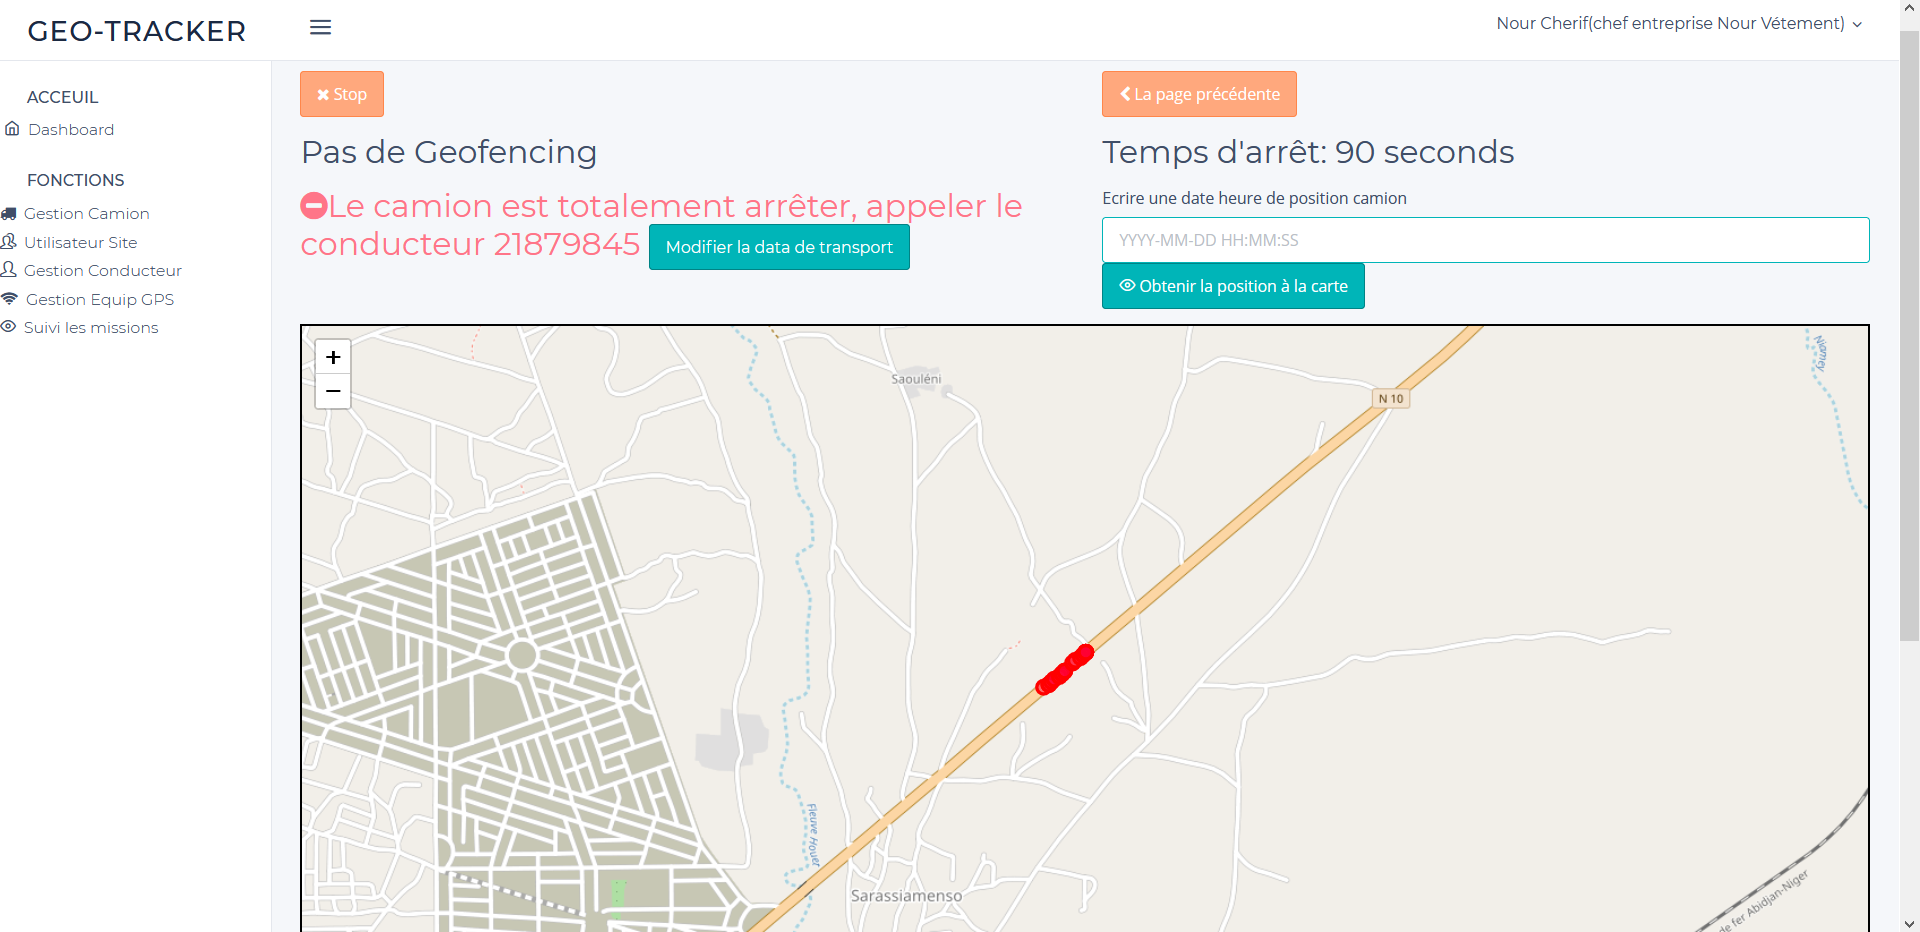 GEO-TRACKER
Nour Cherif(chef entreprise Nour Vétement)
ACCEUIL
Dashboard
FONCTIONS
Gestion Camion
Utilisateur Site
Gestion Conducteur
Gestion Equip GPS
Suivi les missions
Stop
La page précédente
Pas de Geofencing
Temps d'arrêt: 90 seconds
Le camion est totalement arrêter, appeler le
conducteur 21879845
Modifier la data de transport
Ecrire une date heure de position camion
YYYY-MM-DD HH:MM:SS
Obtenir la position à la carte
+
−
Saouléni
N 10
Niamey
Fleuve Houet
Sarassiamenso
de fer Abidjan-Niger